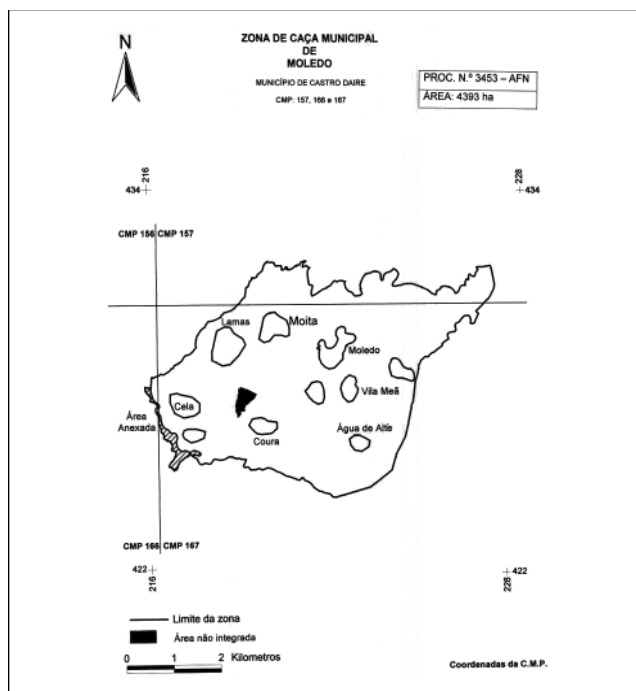 N
ZONA DE CAÇA MUNICIPAL
DE
MOLEDO
MUNICÍPIO DE CASTRO DAIRE
CMP: 157, 166 e 167
PROC. N.º 3453 – AFN
ÁREA: 4393 ha
216
434
228
434
CMP 156
CMP 157
Lamas
Moita
Moledo
Vila Meã
Cela
Área
Anexada
Coura
Água de Alte
CMP 166
CMP 167
422
216
422
228
Limite da zona
Área não integrada
0 1 2 Kilometros
Coordenadas da C.M.P.